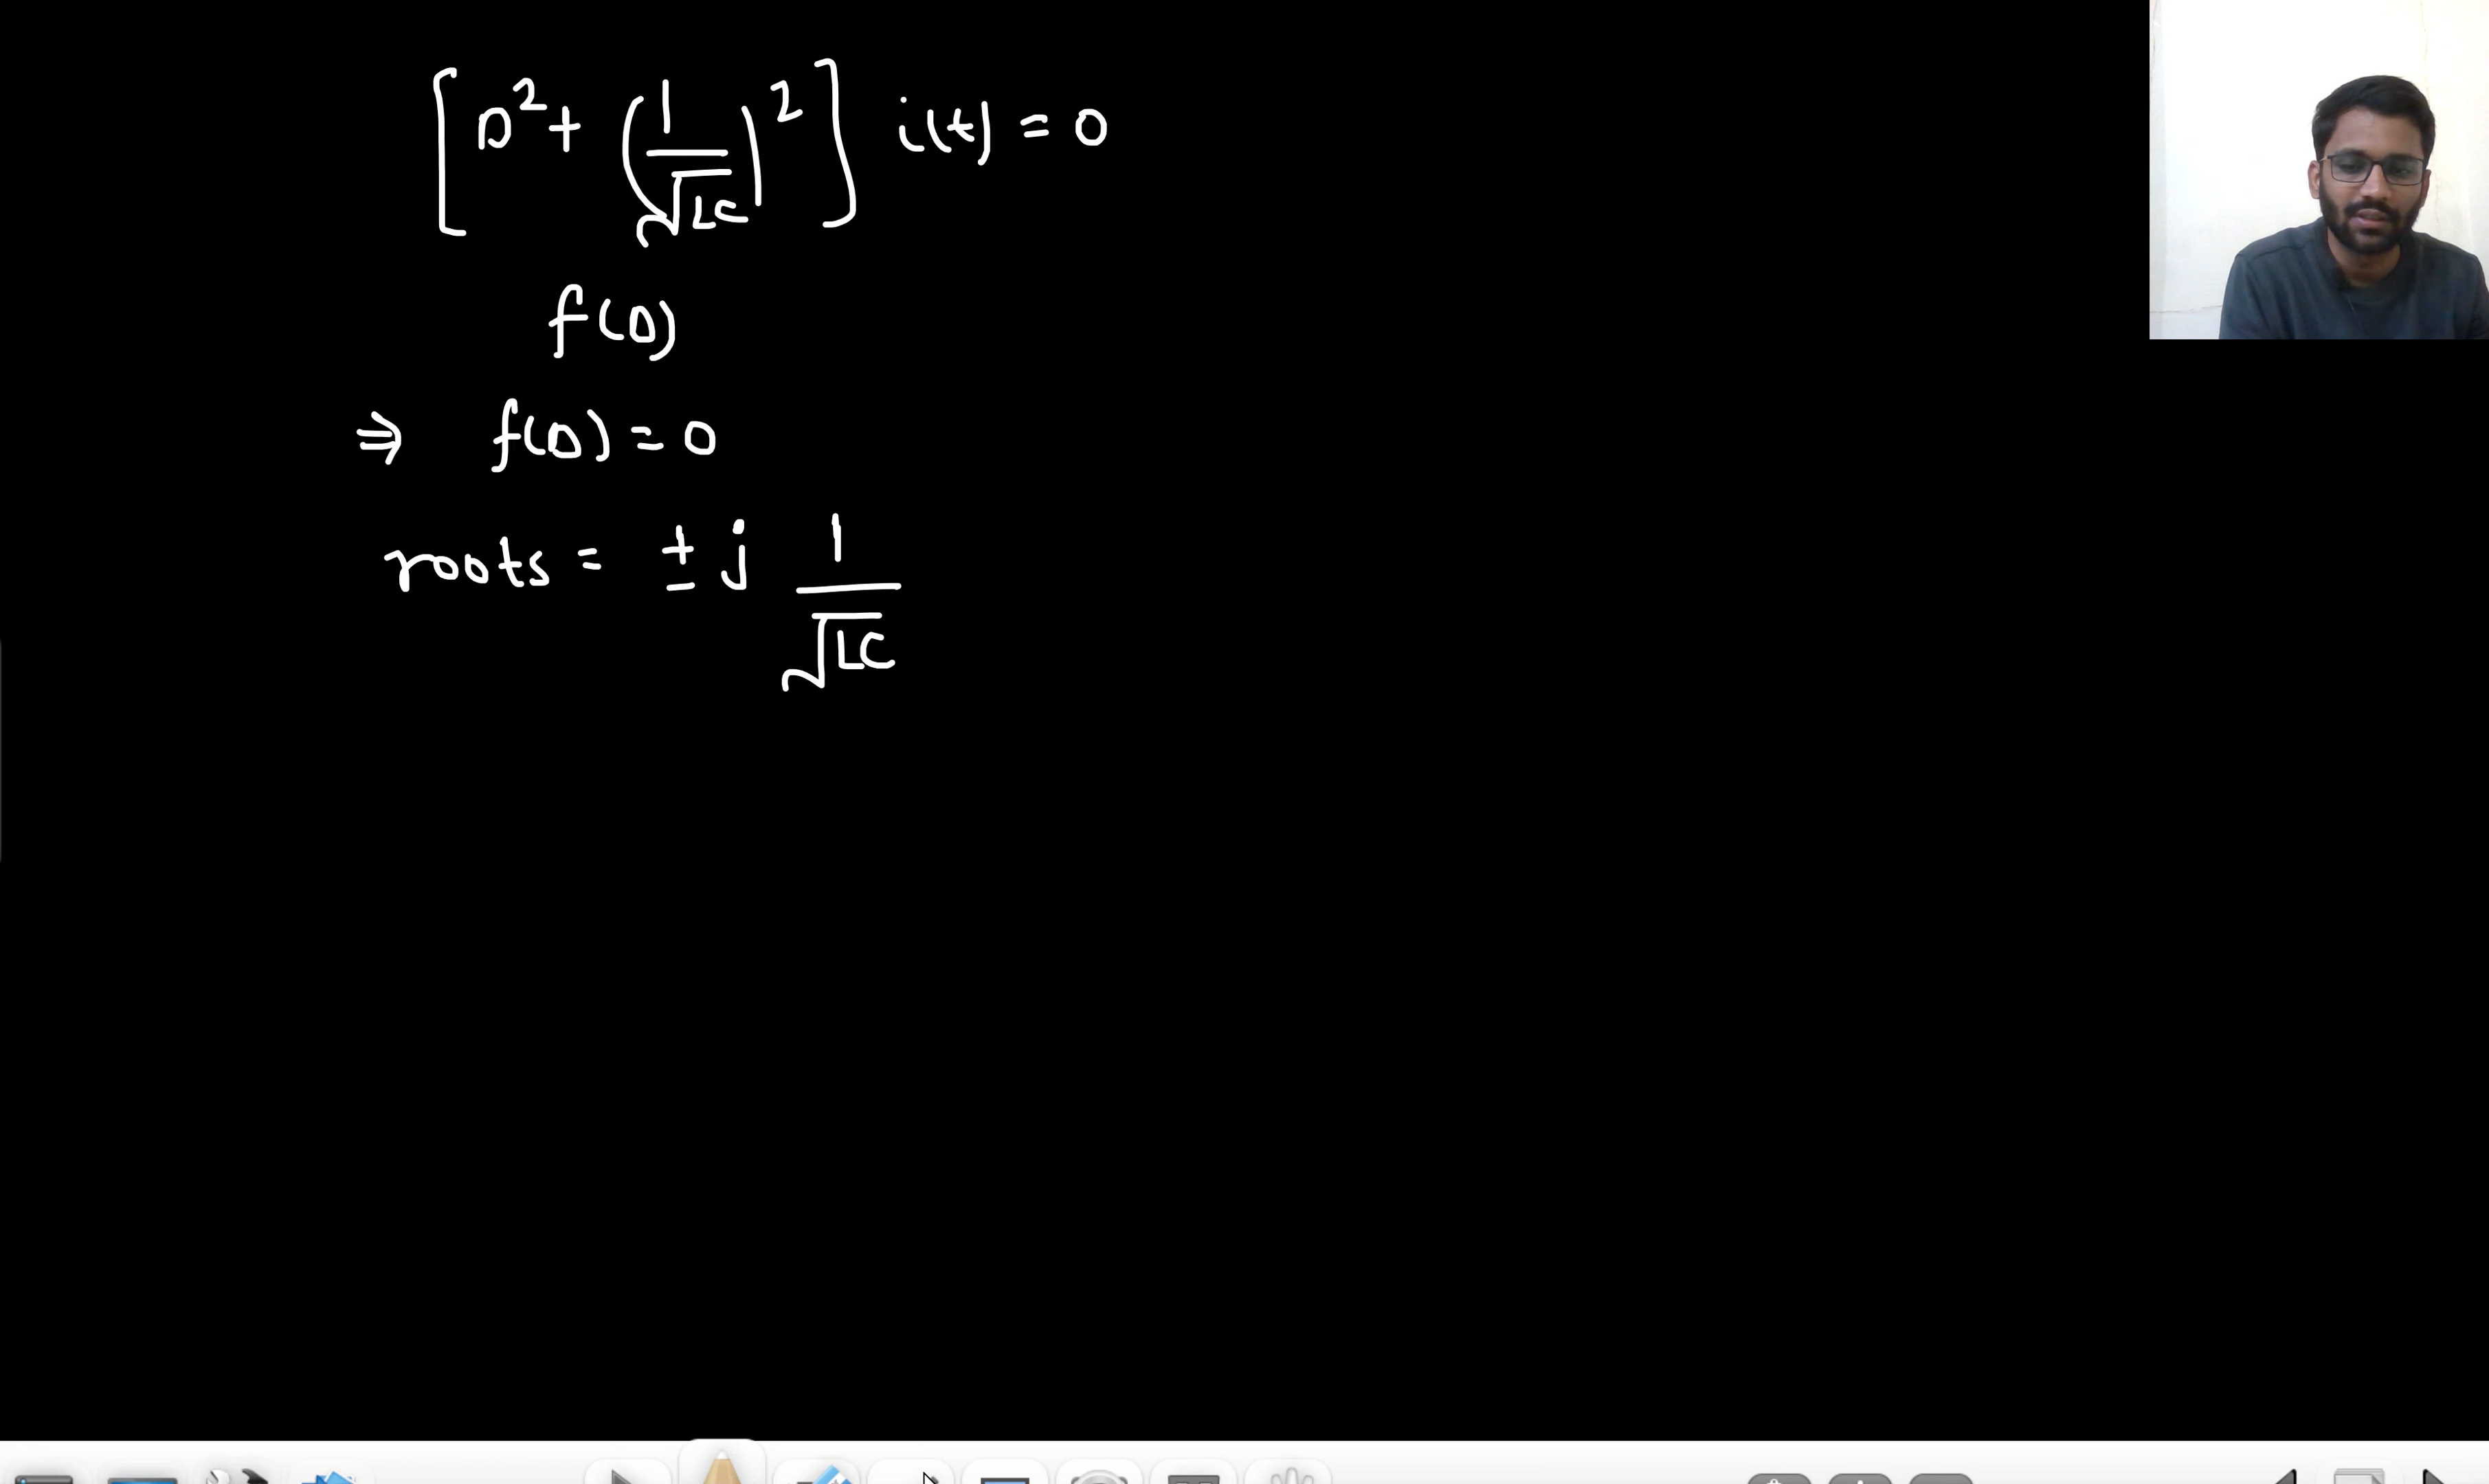 [D² + (1/√LC)²] i(t) = 0
f(D)
⇒ f(D) = 0
roots = ± j 1/√LC